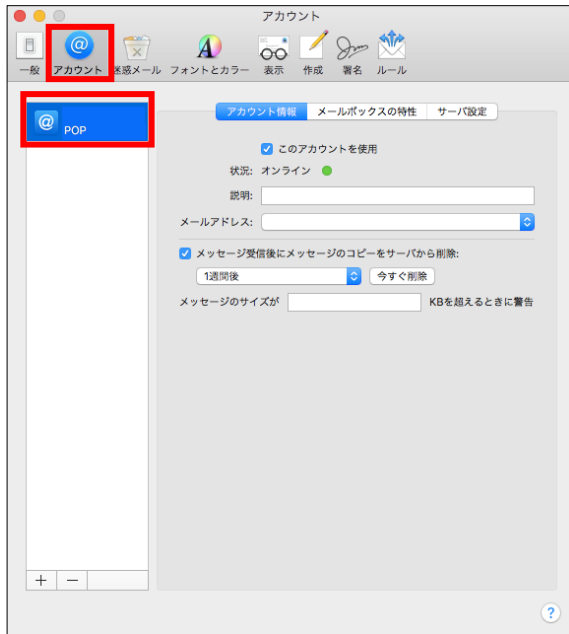 アカウント
一般 アカウント 迷惑メール フォントとカラー 表示 作成 署名 ルール
POP
アカウント情報 メールボックスの特性 サーバ設定
このアカウントを使用
状況: オンライン
説明:
メールアドレス:
メッセージ受信後にメッセージのコピーをサーバから削除:
1週間後 今すぐ削除
メッセージのサイズが KBを超えるときに警告